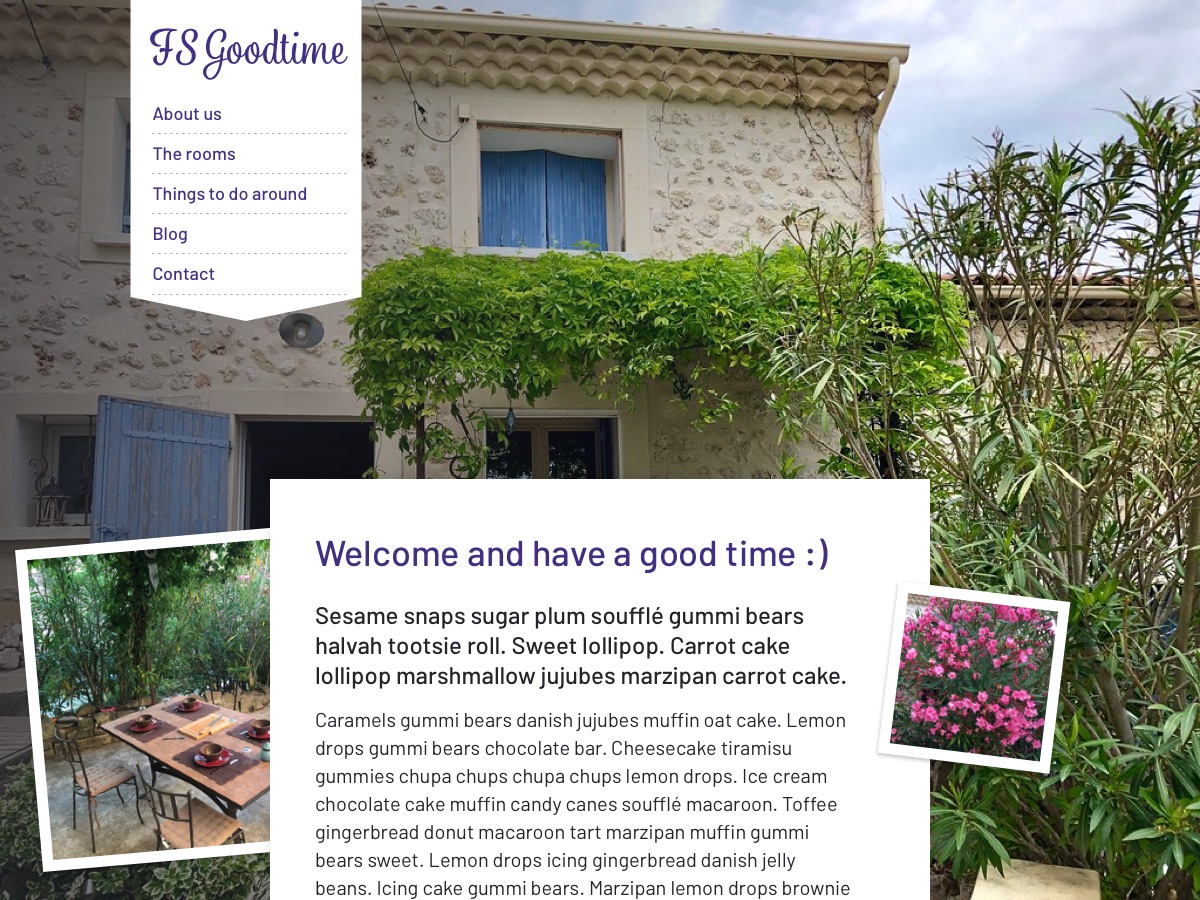 FS Goodtime
About us
The rooms
Things to do around
Blog
Contact
Welcome and have a good time :)
Sesame snaps sugar plum soufflé gummi bears
halvah tootsie roll. Sweet lollipop. Carrot cake
lollipop marshmallow jujubes marzipan carrot cake.
Caramels gummi bears danish jujubes muffin oat cake. Lemon
drops gummi bears chocolate bar. Cheesecake tiramisu
gummies chupa chups chupa chups lemon drops. Ice cream
chocolate cake muffin candy canes soufflé macaroon. Toffee
gingerbread donut macaroon tart marzipan muffin gummi
bears sweet. Lemon drops icing gingerbread danish jelly
beans. Icing cake gummi bears. Marzipan lemon drops brownie